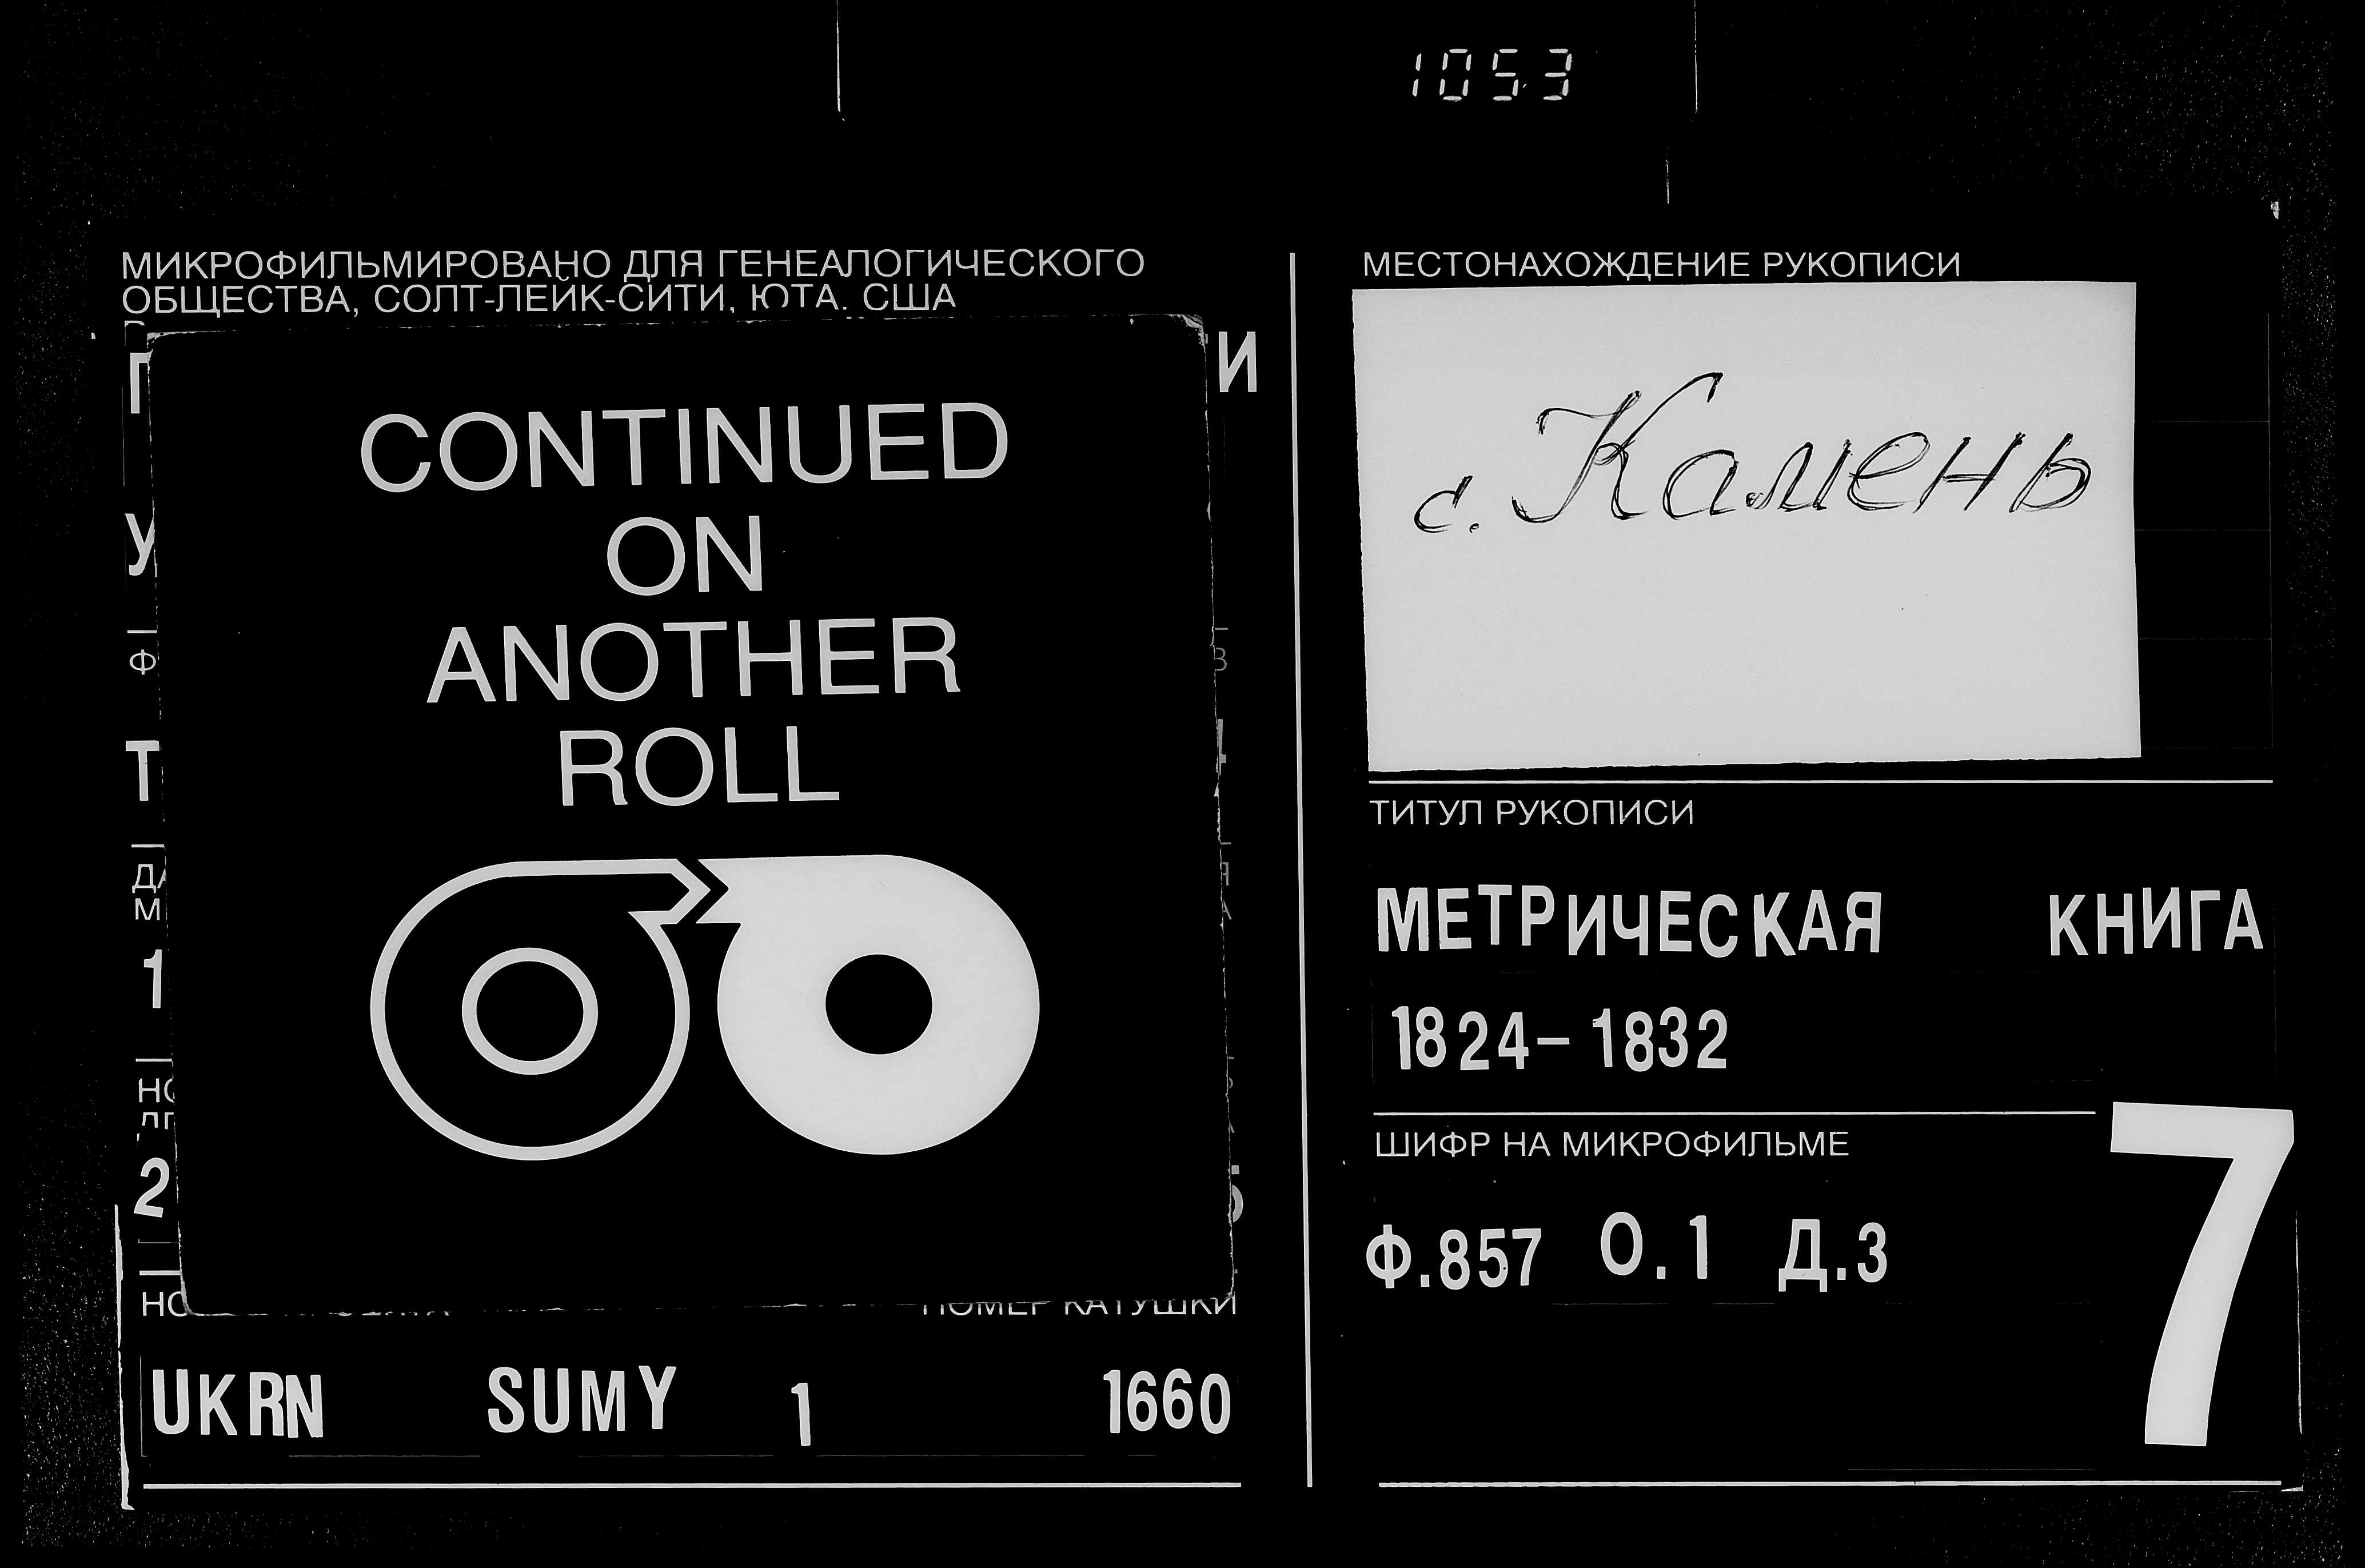 1053
МИКРОФИЛЬМИРОВАНО ДЛЯ ГЕНЕАЛОГИЧЕСКОГО
ОБЩЕСТВА, СОЛТ-ЛЕЙК-СИТИ, ЮТА. США
CONTINUED
ON
ANOTHER
ROLL
НОМЕР КАТУШКИ
UKRN SUMY 1 1660
МЕСТОНАХОЖДЕНИЕ РУКОПИСИ
с. Камень
ТИТУЛ РУКОПИСИ
МЕТРИЧЕСКАЯ КНИГА
1824-1832
ШИФР НА МИКРОФИЛЬМЕ
Ф.857 О.1 Д.3
7